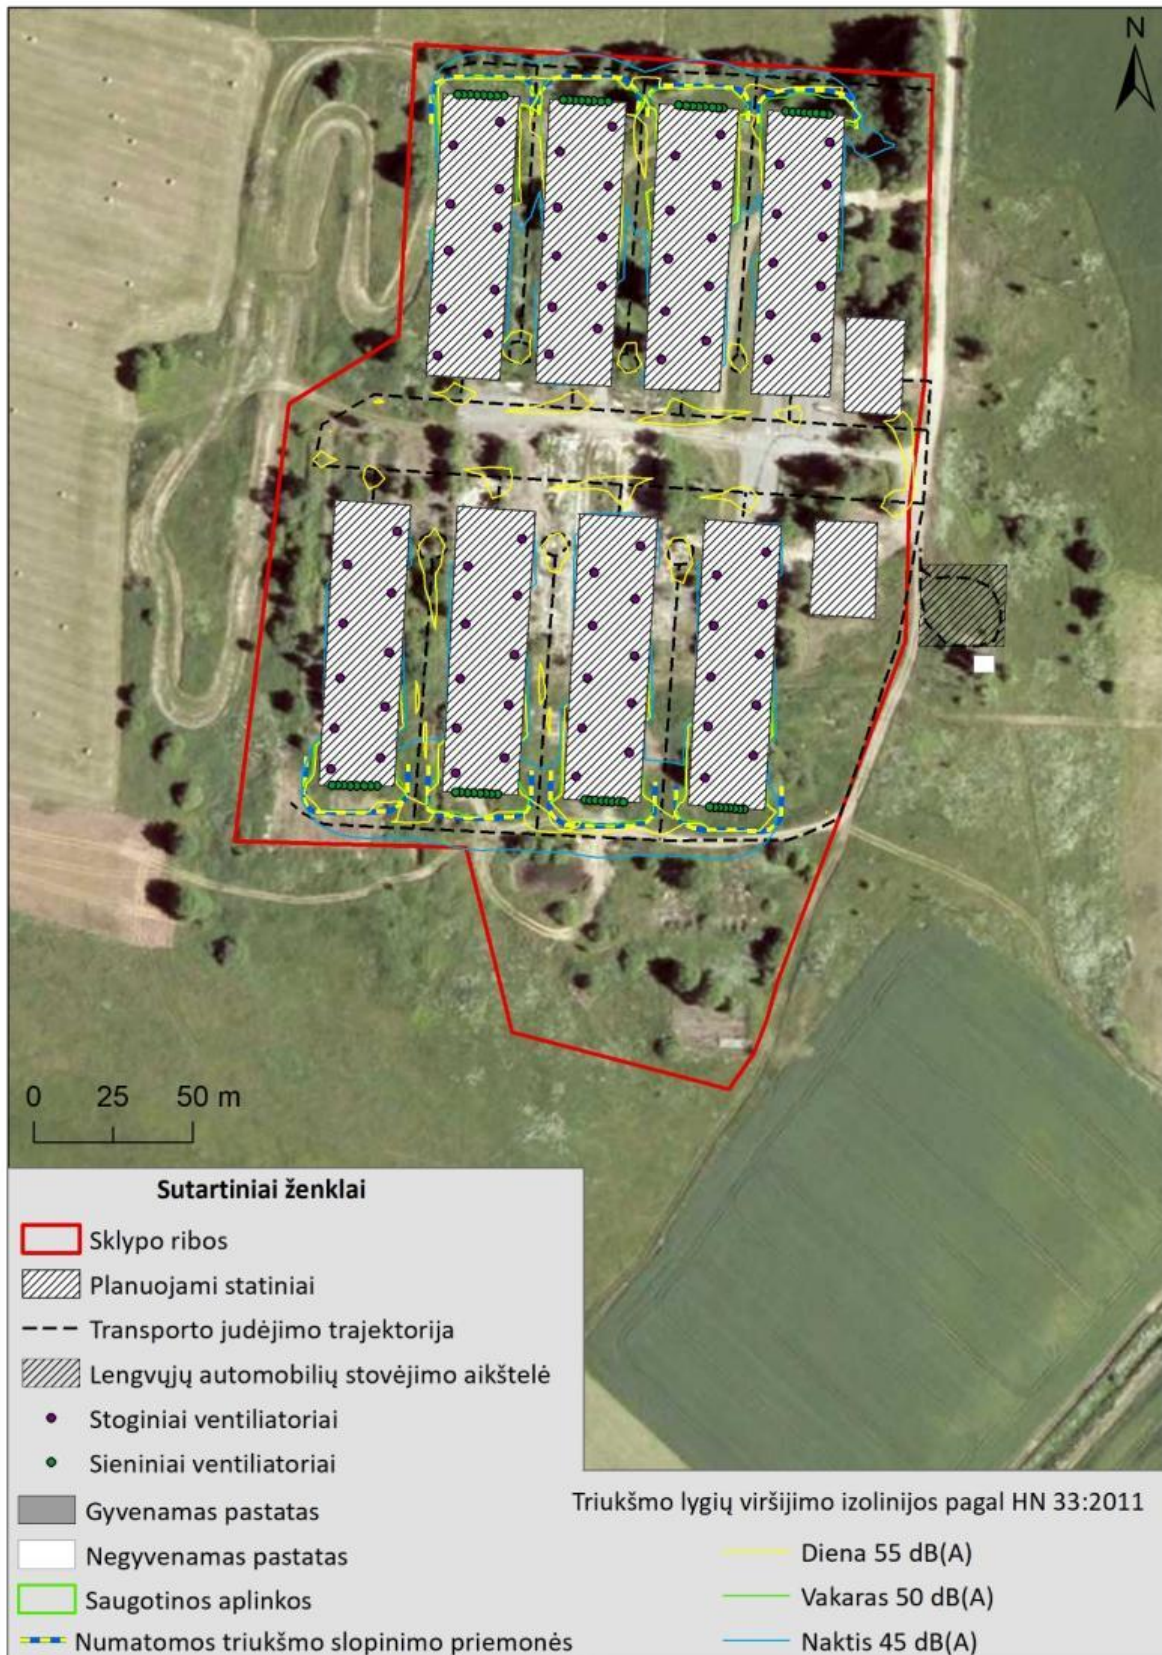 N
0 25 50 m
Sutartiniai ženklai
Sklypo ribos
Planuojami statiniai
Transporto judėjimo trajektorija
Lengvųjų automobilių stovėjimo aikštelė
Stoginiai ventiliatoriai
Sieniniai ventiliatoriai
Gyvenamas pastatas
Negyvenamas pastatas
Saugotinos aplinkos
Numatomos triukšmo slopinimo priemonės
Triukšmo lygių viršijimo izolinijos pagal HN 33:2011
Diena 55 dB(A)
Vakaras 50 dB(A)
Naktis 45 dB(A)